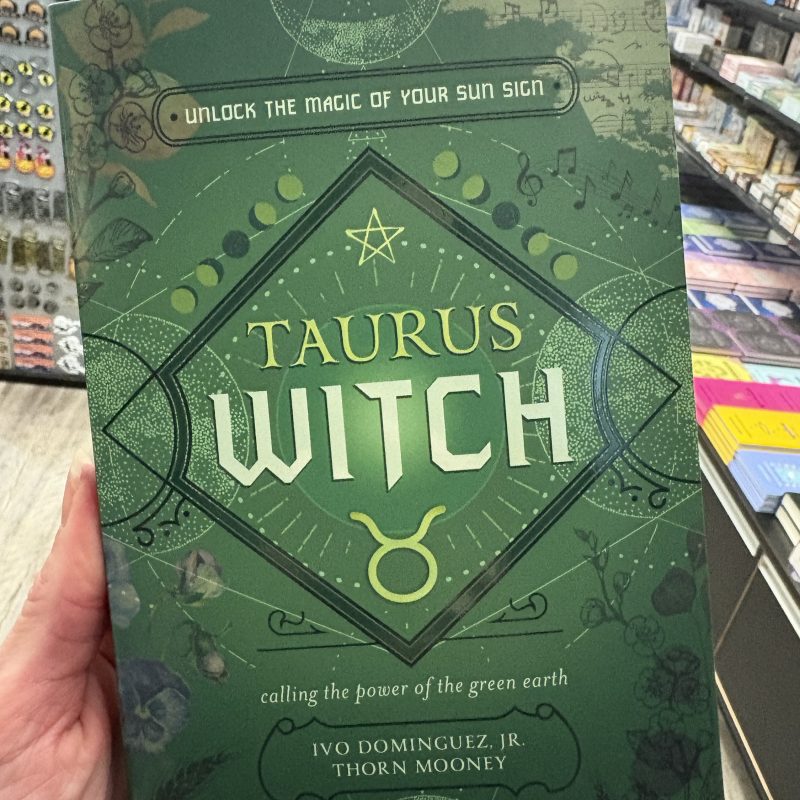 UNLOCK THE MAGIC OF YOUR SUN SIGN
TAURUS
WITCH
calling the power of the green earth
IVO DOMINGUEZ, JR.
THORN MOONEY